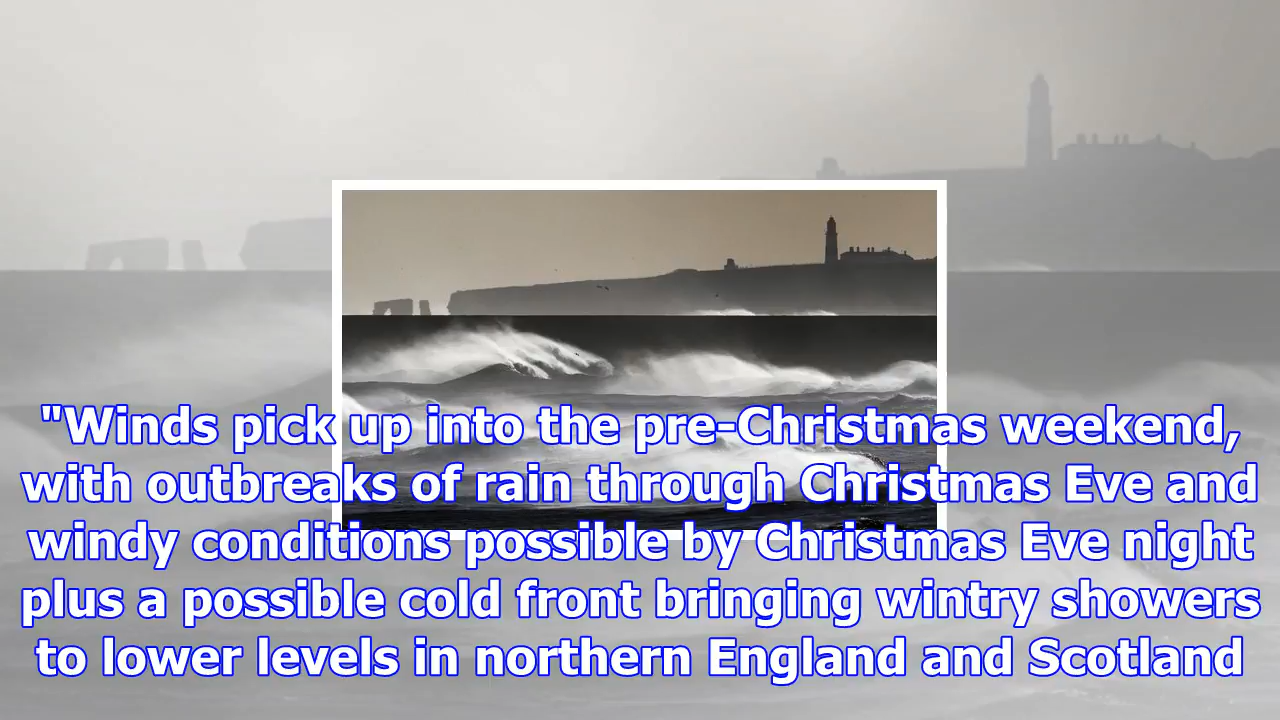 "Winds pick up into the pre-Christmas weekend,
with outbreaks of rain through Christmas Eve and
windy conditions possible by Christmas Eve night
plus a possible cold front bringing wintry showers
to lower levels in northern England and Scotland